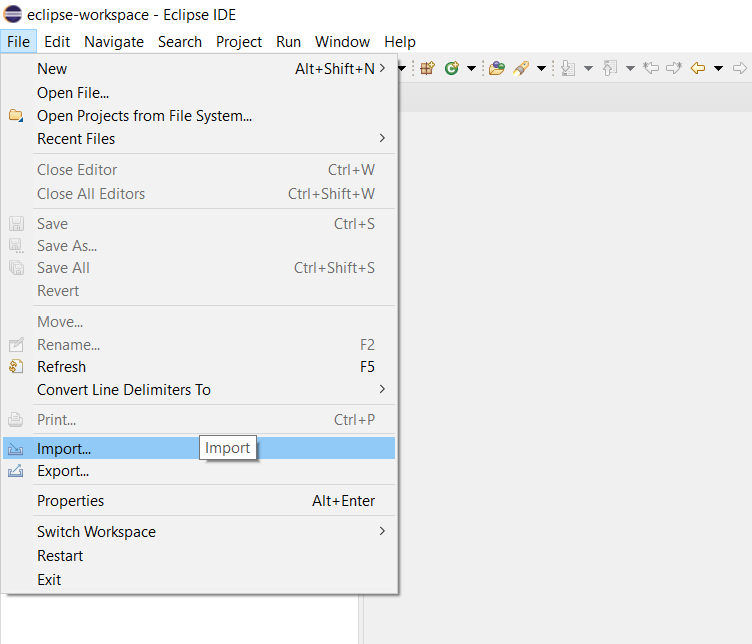 eclipse-workspace - Eclipse IDE
File Edit Navigate Search Project Run Window Help
New Alt+Shift+N
Open File...
Open Projects from File System...
Recent Files
Close Editor Ctrl+W
Close All Editors Ctrl+Shift+W
Save Ctrl+S
Save As...
Save All Ctrl+Shift+S
Revert
Move...
Rename... F2
Refresh F5
Convert Line Delimiters To
Print... Ctrl+P
Import... Import
Export...
Properties Alt+Enter
Switch Workspace
Restart
Exit